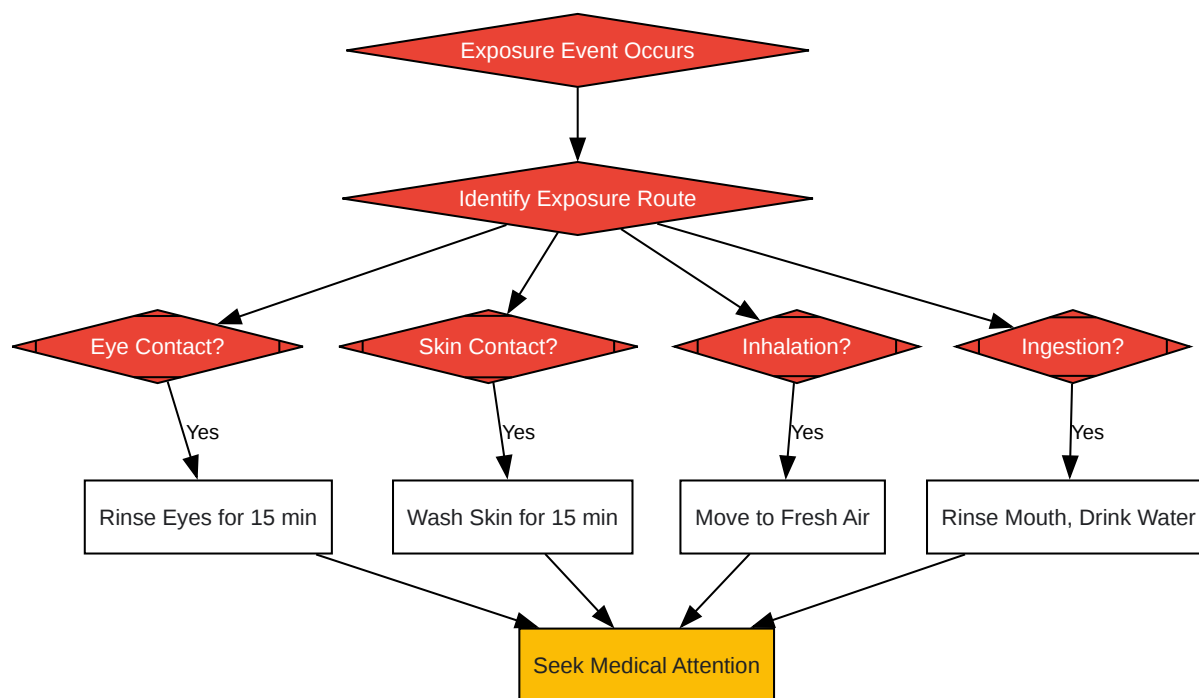 Exposure Event Occurs
Identify Exposure Route
Eye Contact?
Skin Contact?
Inhalation?
Ingestion?
Yes
Yes
Yes
Yes
Rinse Eyes for 15 min
Wash Skin for 15 min
Move to Fresh Air
Rinse Mouth, Drink Water
Seek Medical Attention